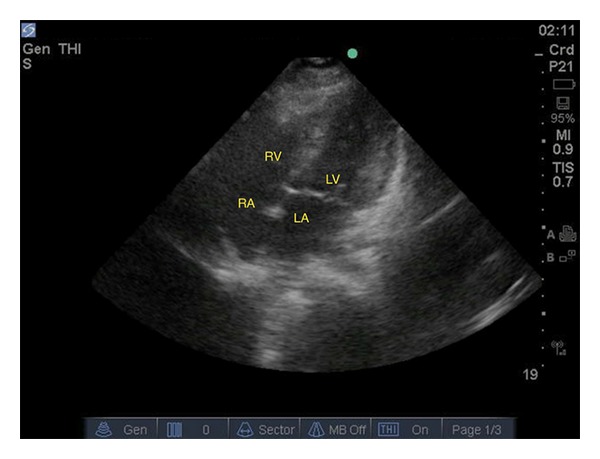 02:11
Gen THI
S
Crd
P21
95%
MI
0.9
TIS
0.7
RV
LV
RA
LA
A
B
19
Gen
0
Sector
MB Off
THI On
Page 1/3